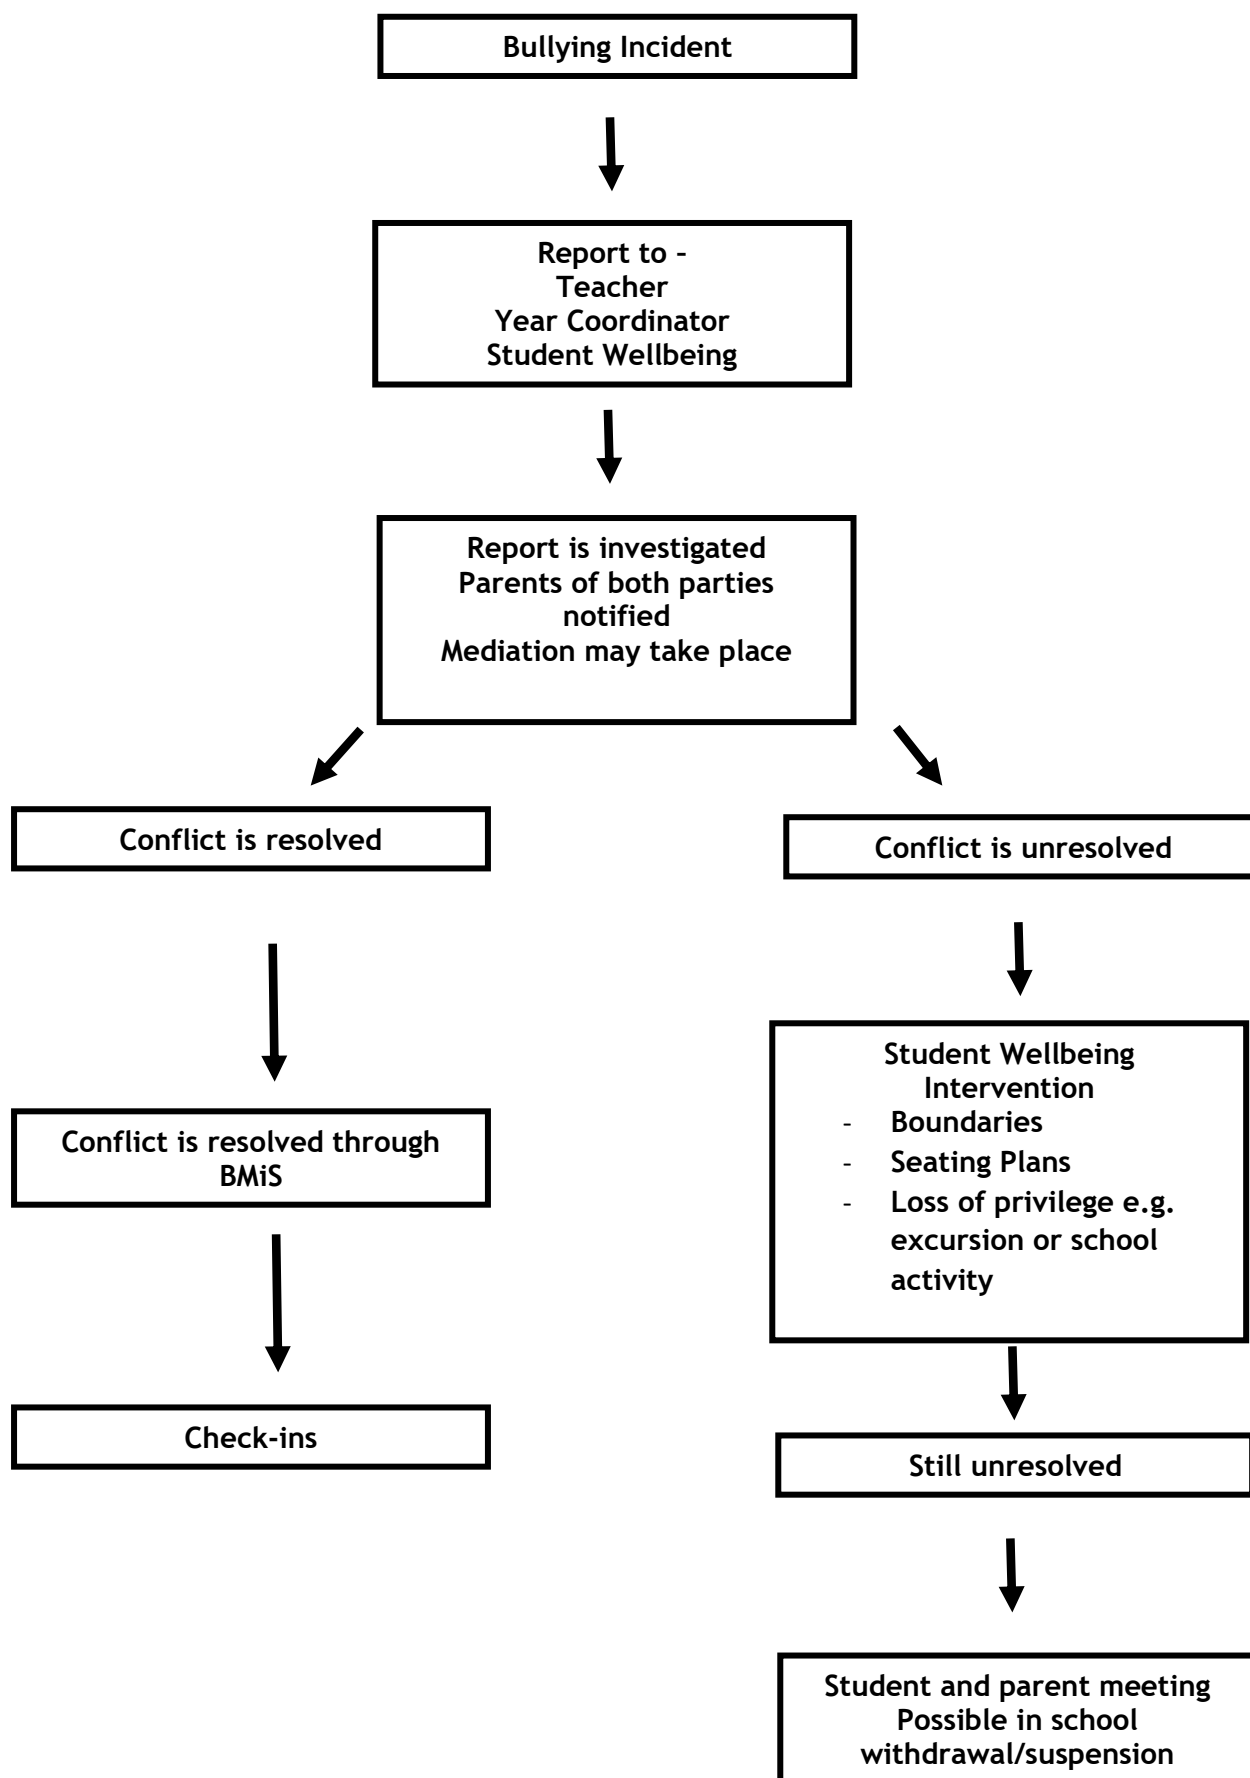 Bullying Incident
Report to –
Teacher
Year Coordinator
Student Wellbeing
Report is investigated
Parents of both parties
notified
Mediation may take place
Conflict is resolved
Conflict is unresolved
Conflict is resolved through
BMiS
Student Wellbeing
Intervention
- Boundaries
- Seating Plans
- Loss of privilege e.g.
excursion or school
activity
Check-ins
Still unresolved
Student and parent meeting
Possible in school
withdrawal/suspension